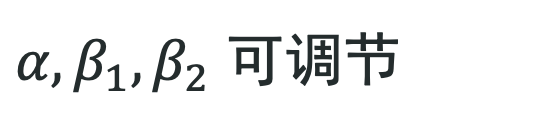 α, β₁, β₂ 可调节